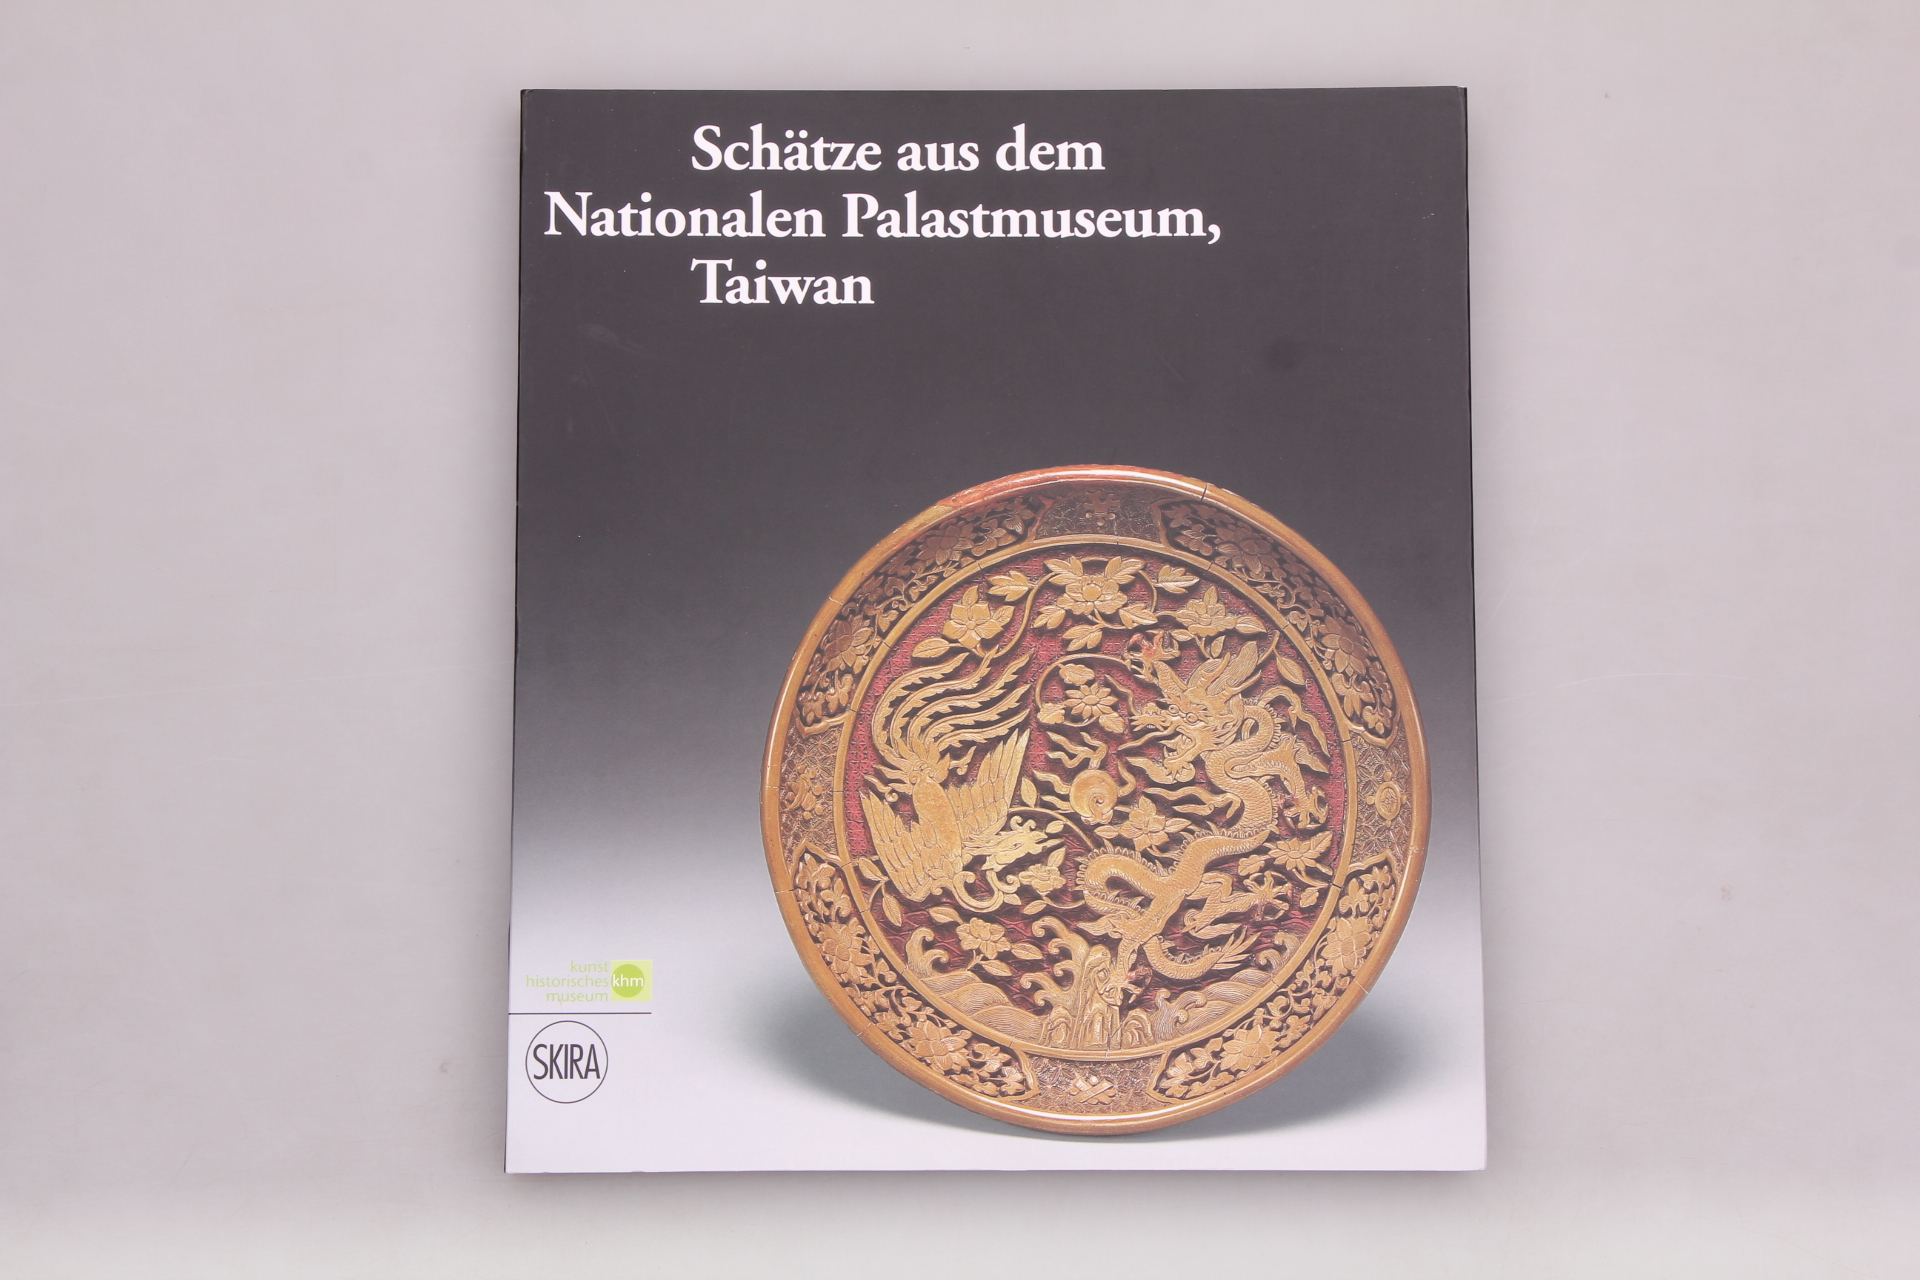 Schätze aus dem
Nationalen Palastmuseum,
Taiwan
kunst
historisches
museum
khm
SKIRA